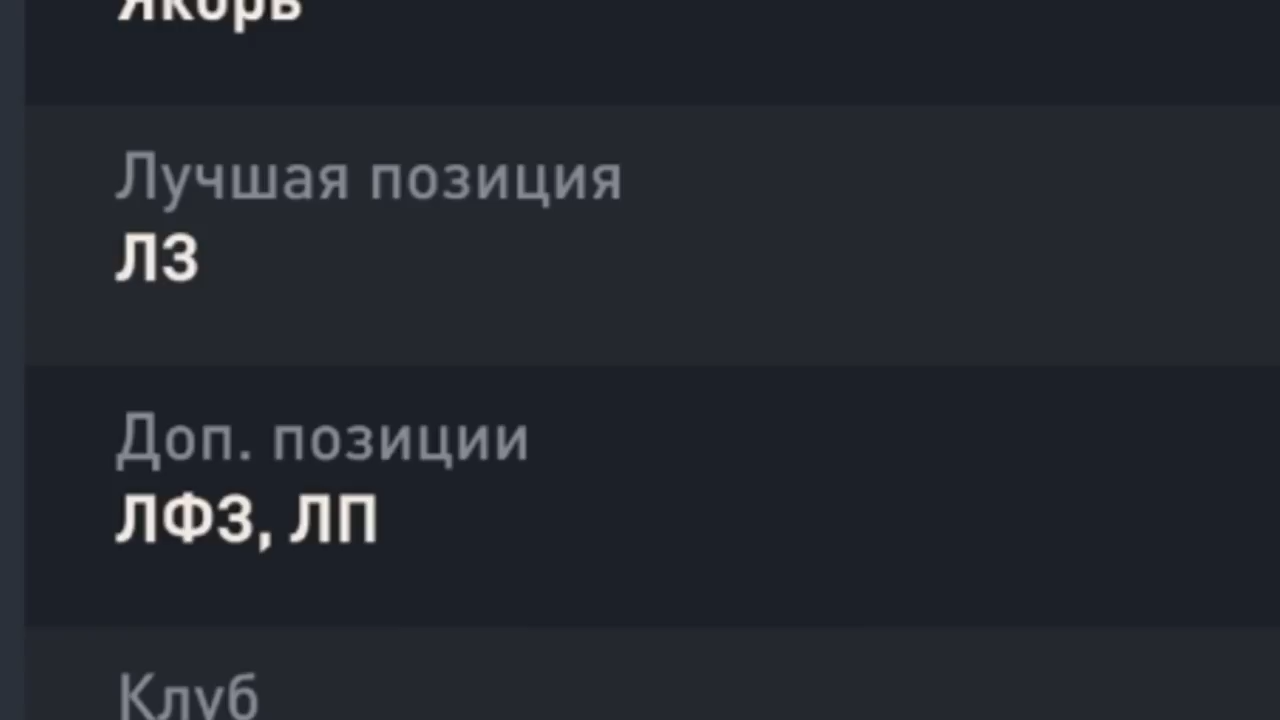 Якорь
Лучшая позиция
ЛЗ
Доп. позиции
ЛФЗ, ЛП
Клуб